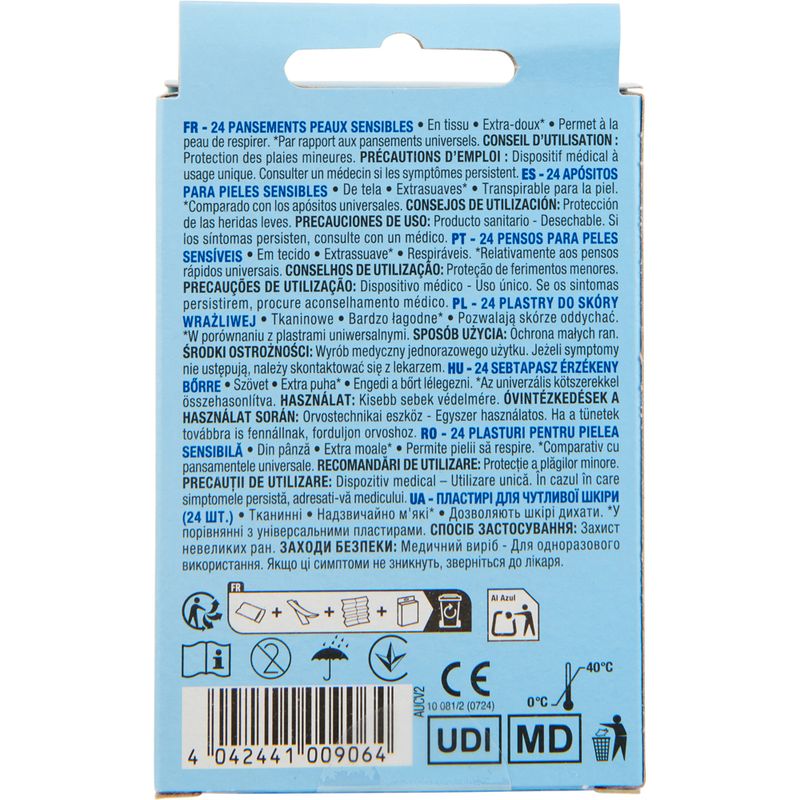 FR - 24 PANSEMENTS PEAUX SENSIBLES • En tissu • Extra-doux* • Permet à la
peau de respirer. *Par rapport aux pansements universels. CONSEIL D'UTILISATION :
Protection des plaies mineures. PRÉCAUTIONS D'EMPLOI : Dispositif médical à
usage unique. Consulter un médecin si les symptômes persistent. ES - 24 APÓSITOS
PARA PIELES SENSIBLES • De tela • Extrasuaves* • Transpirable para la piel.
*Comparado con los apósitos universales. CONSEJOS DE UTILIZACIÓN: Protección
de las heridas leves. PRECAUCIONES DE USO: Producto sanitario - Desechable. Si
los síntomas persisten, consulte con un médico. PT - 24 PENSOS PARA PELES
SENSÍVEIS • Em tecido • Extrassuave* • Respiráveis. *Relativamente aos pensos
rápidos universais. CONSELHOS DE UTILIZAÇÃO: Proteção de ferimentos menores.
PRECAUÇÕES DE UTILIZAÇÃO: Dispositivo médico - Uso único. Se os sintomas
persistirem, procure aconselhamento médico. PL - 24 PLASTRY DO SKÓRY
WRAŻLIWEJ • Tkaninowe • Bardzo łagodne* • Pozwalają skórze oddychać.
*W porównaniu z plastrami uniwersalnymi. SPOSÓB UŻYCIA: Ochrona małych ran.
ŚRODKI OSTROŻNOŚCI: Wyrób medyczny jednorazowego użytku. Jeżeli symptomy
nie ustępują, należy skontaktować się z lekarzem. HU - 24 SEBTAPASZ ÉRZÉKENY
BŐRRE • Szövet • Extra puha* • Engedi a bőrt lélegezni. *Az univerzális kötszerekkel
összehasonlítva. HASZNÁLAT: Kisebb sebek védelmére. ÓVINTÉZKEDÉSEK A
HASZNÁLAT SORÁN: Orvostechnikai eszköz - Egyszer használatos. Ha a tünetek
továbbra is fennállnak, forduljon orvoshoz. RO - 24 PLASTURI PENTRU PIELEA
SENSIBILĂ • Din pânză • Extra moale* • Permite pielii să respire. *Comparativ cu
pansamentele universale. RECOMANDĂRI DE UTILIZARE: Protecție a plăgilor minore.
PRECAUȚII DE UTILIZARE: Dispozitiv medical – Utilizare unică. În cazul în care
simptomele persistă, adresati-vă medicului. UA - ПЛАСТИРІ ДЛЯ ЧУТЛИВОЇ ШКІРИ
(24 ШТ.) • Тканинні • Надзвичайно м'які* • Дозволяють шкірі дихати. *У
порівнянні з універсальними пластирами. СПОСІБ ЗАСТОСУВАННЯ: Захист
невеликих ран. ЗАХОДИ БЕЗПЕКИ: Медичний виріб - Для одноразового
використання. Якщо ці симптоми не зникнуть, зверніться до лікаря.
FR
+ + +
Al Azul
i
2
CE
10 081/2 (0724)
0°C
40°C
AUCV2
UDI
MD
4 042441 009064